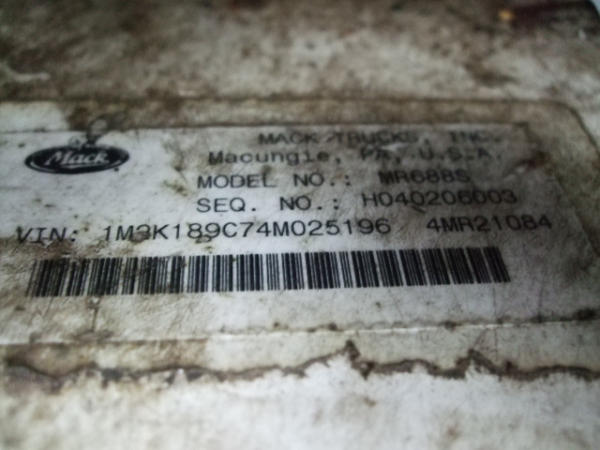 Mack
MACK TRUCKS, INC.
Macungie, PA, U.S.A.
MODEL NO.: MR688S
SEQ. NO.: H040206003
VIN: 1M3K189C74M025196 4MR21084